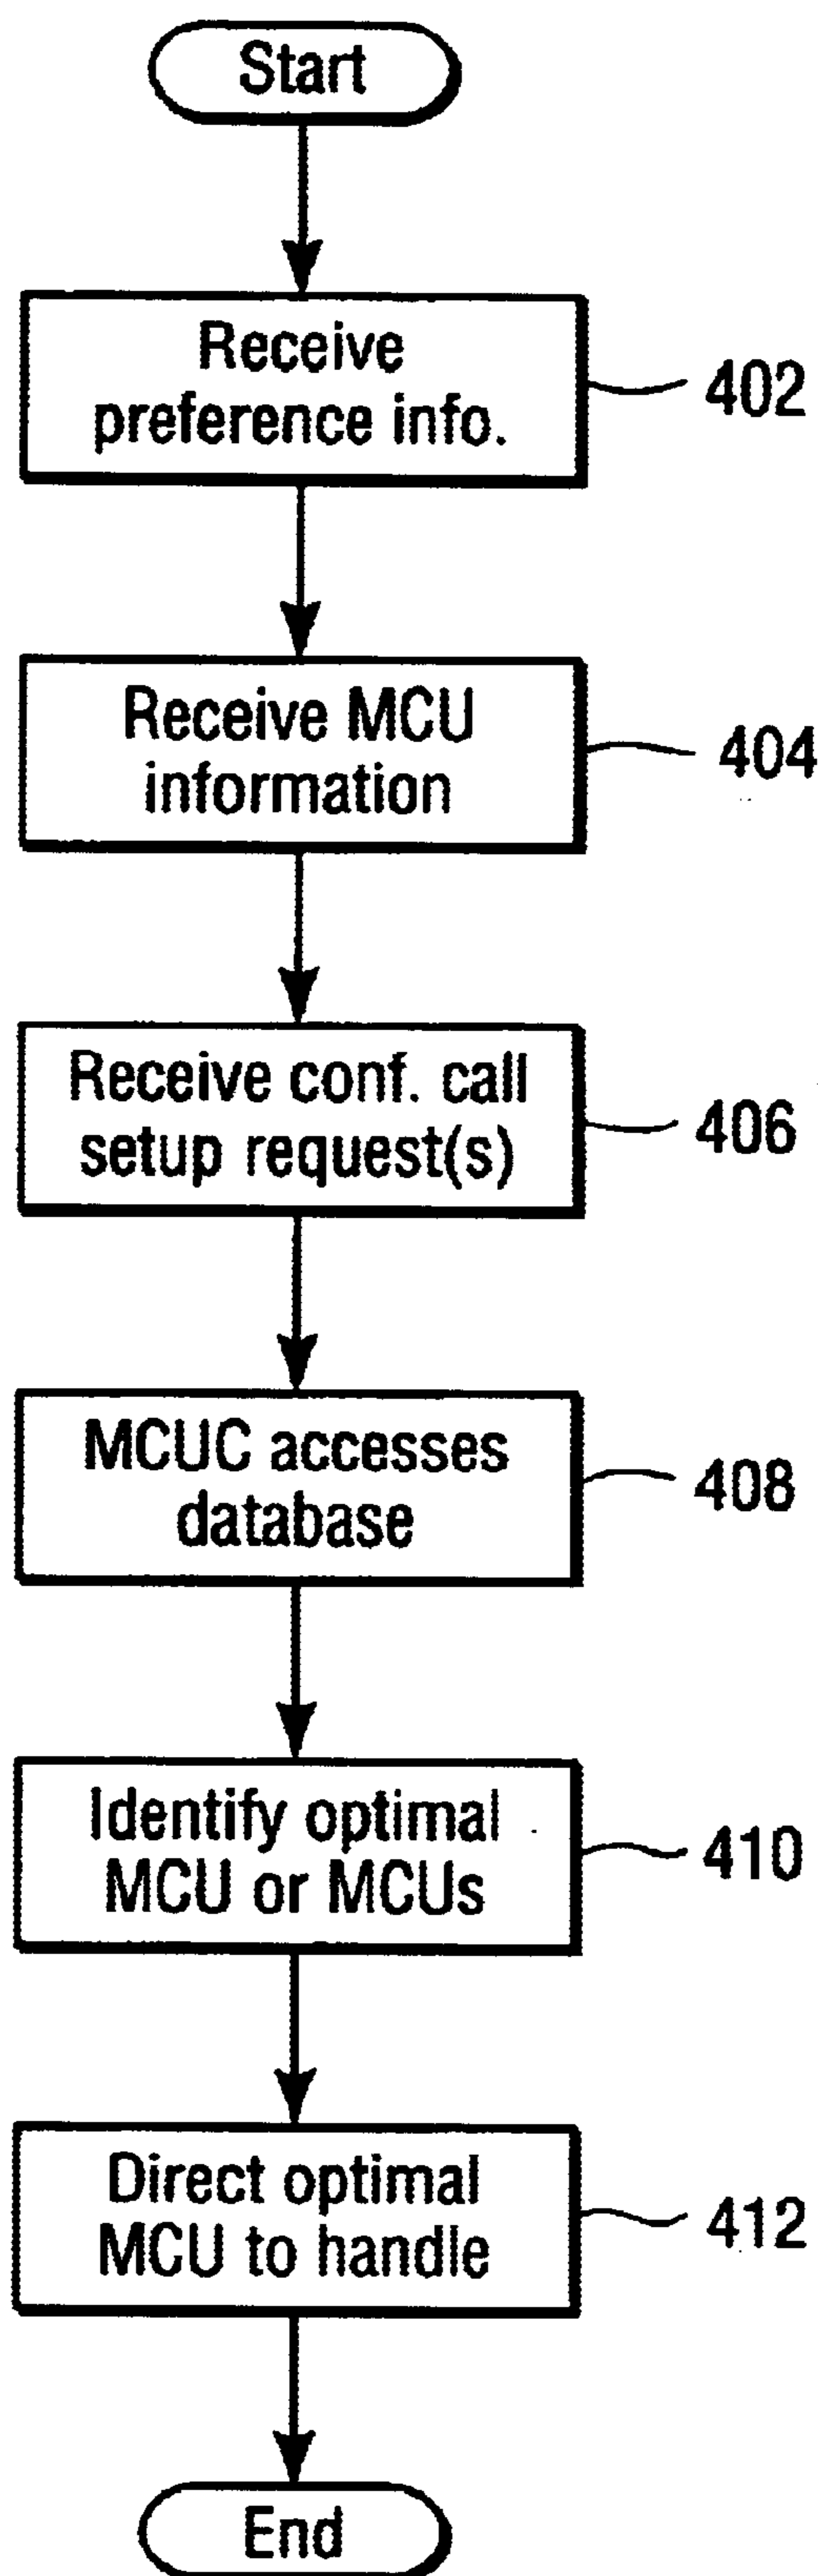 Start
Receive
preference info.
402
Receive MCU
information
404
Receive conf. call
setup request(s)
406
MCUC accesses
database
408
Identify optimal
MCU or MCUs
410
Direct optimal
MCU to handle
412
End